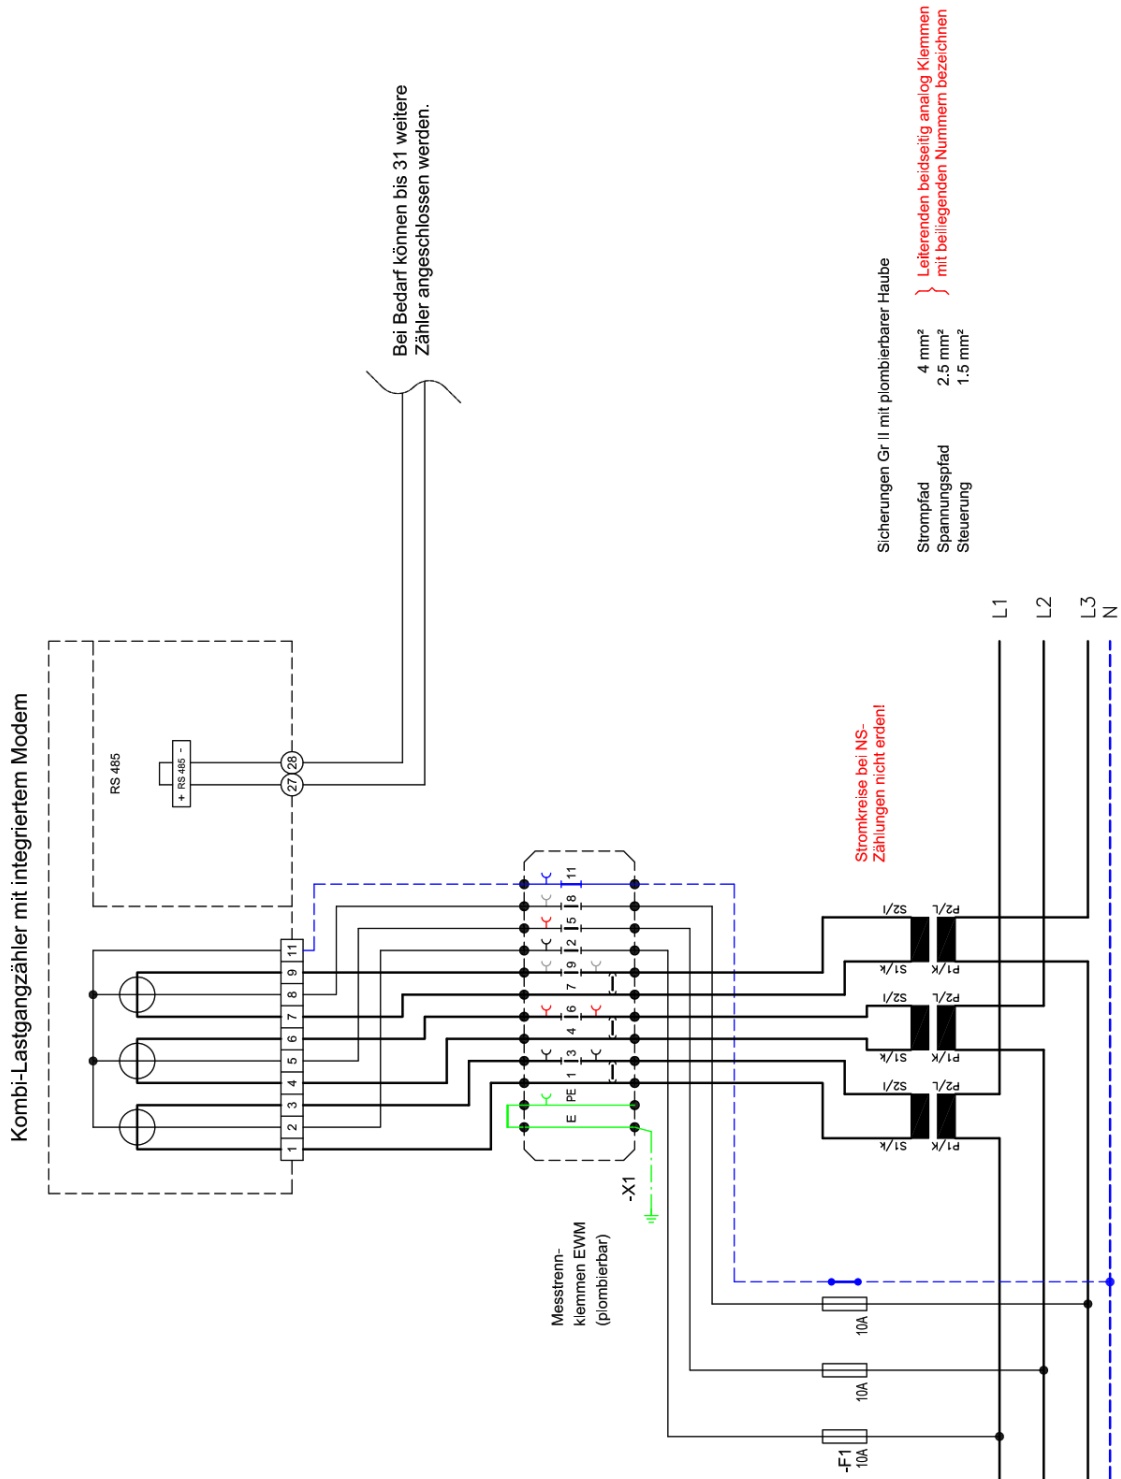 Kombi-Lastgangzähler mit integriertem Modem
RS 485
+ RS 485 -
27 28
1 2 3 4 5 6 7 8 9 11
Bei Bedarf können bis 31 weitere
Zähler angeschlossen werden.
Messtrenn-
klemmen EWM
(plombierbar)
-X1
E PE 1 3 4 6 7 9 2 5 8 11
Stromkreise bei NS-
Zählungen nicht erden!
S1/k S2/l S1/k S2/l S1/k S2/l
P1/K P2/L P1/K P2/L P1/K P2/L
-F1
10A 10A 10A
L1
L2
L3
N
Sicherungen Gr II mit plombierbarer Haube
Strompfad 4 mm²
Spannungspfad 2.5 mm²
Steuerung 1.5 mm²
Leiterenden beidseitig analog Klemmen
mit beiliegenden Nummern bezeichnen